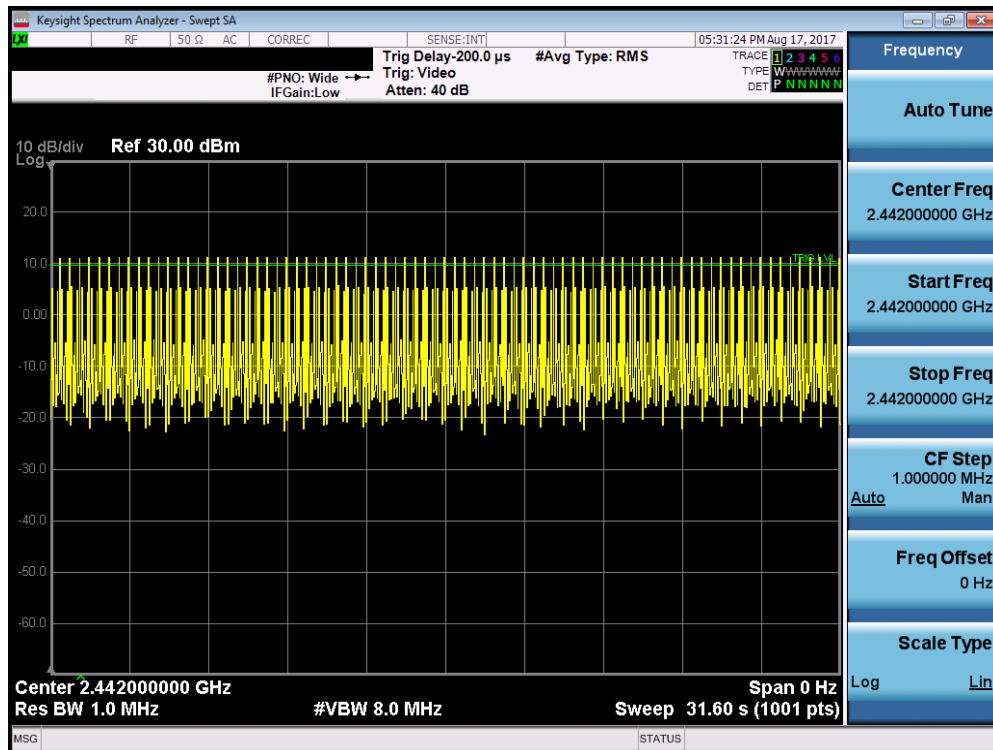 Keysight Spectrum Analyzer - Swept SA
LXI RF 50 Ω AC CORREC SENSE:INT 05:31:24 PM Aug 17, 2017
Frequency
Trig Delay-200.0 µs #Avg Type: RMS TRACE 1 2 3 4 5 6
#PNO: Wide Trig: Video TYPE WWWWWWW
IFGain:Low Atten: 40 dB DET P N N N N N
Auto Tune
10 dB/div Ref 30.00 dBm
Log
Center Freq
2.442000000 GHz
20.0
10.0
TRIG LVL
Start Freq
2.442000000 GHz
0.00
-10.0
Stop Freq
2.442000000 GHz
-20.0
-30.0
CF Step
1.000000 MHz
Auto Man
-40.0
-50.0
Freq Offset
0 Hz
-60.0
Scale Type
Log Lin
Center 2.442000000 GHz Span 0 Hz
Res BW 1.0 MHz #VBW 8.0 MHz Sweep 31.60 s (1001 pts)
MSG STATUS